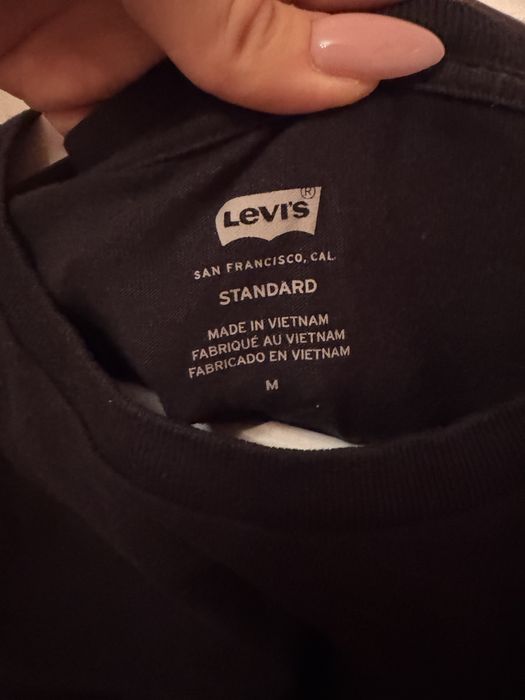 Levi's®
SAN FRANCISCO, CAL.
STANDARD
MADE IN VIETNAM
FABRIQUÉ AU VIETNAM
FABRICADO EN VIETNAM
M